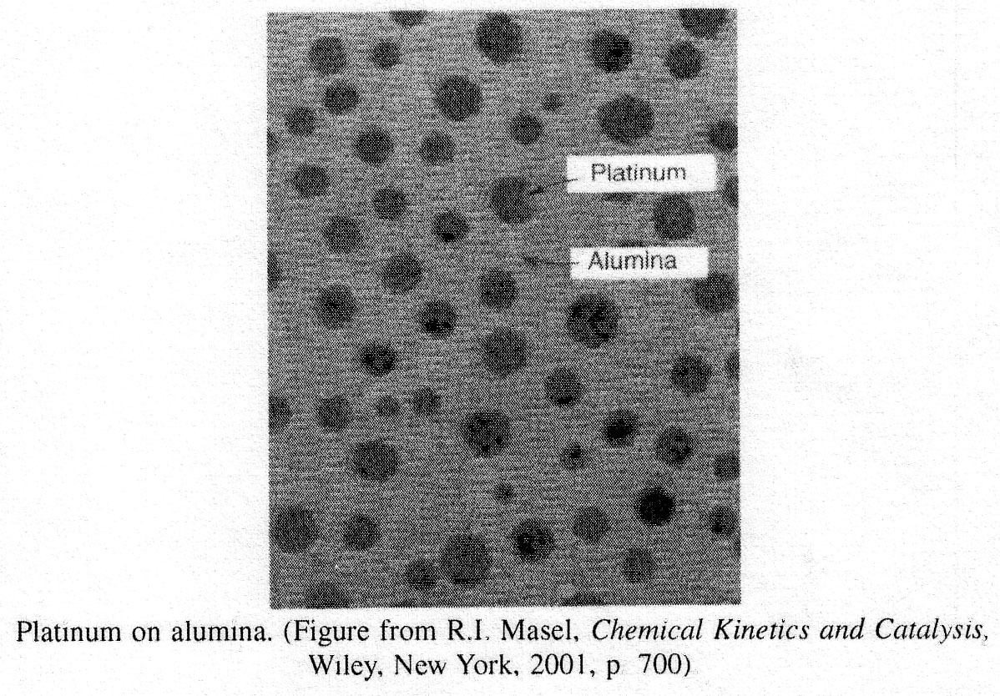 Platinum
Alumina
Platinum on alumina. (Figure from R.I. Masel, Chemical Kinetics and Catalysis,
Wiley, New York, 2001, p 700)